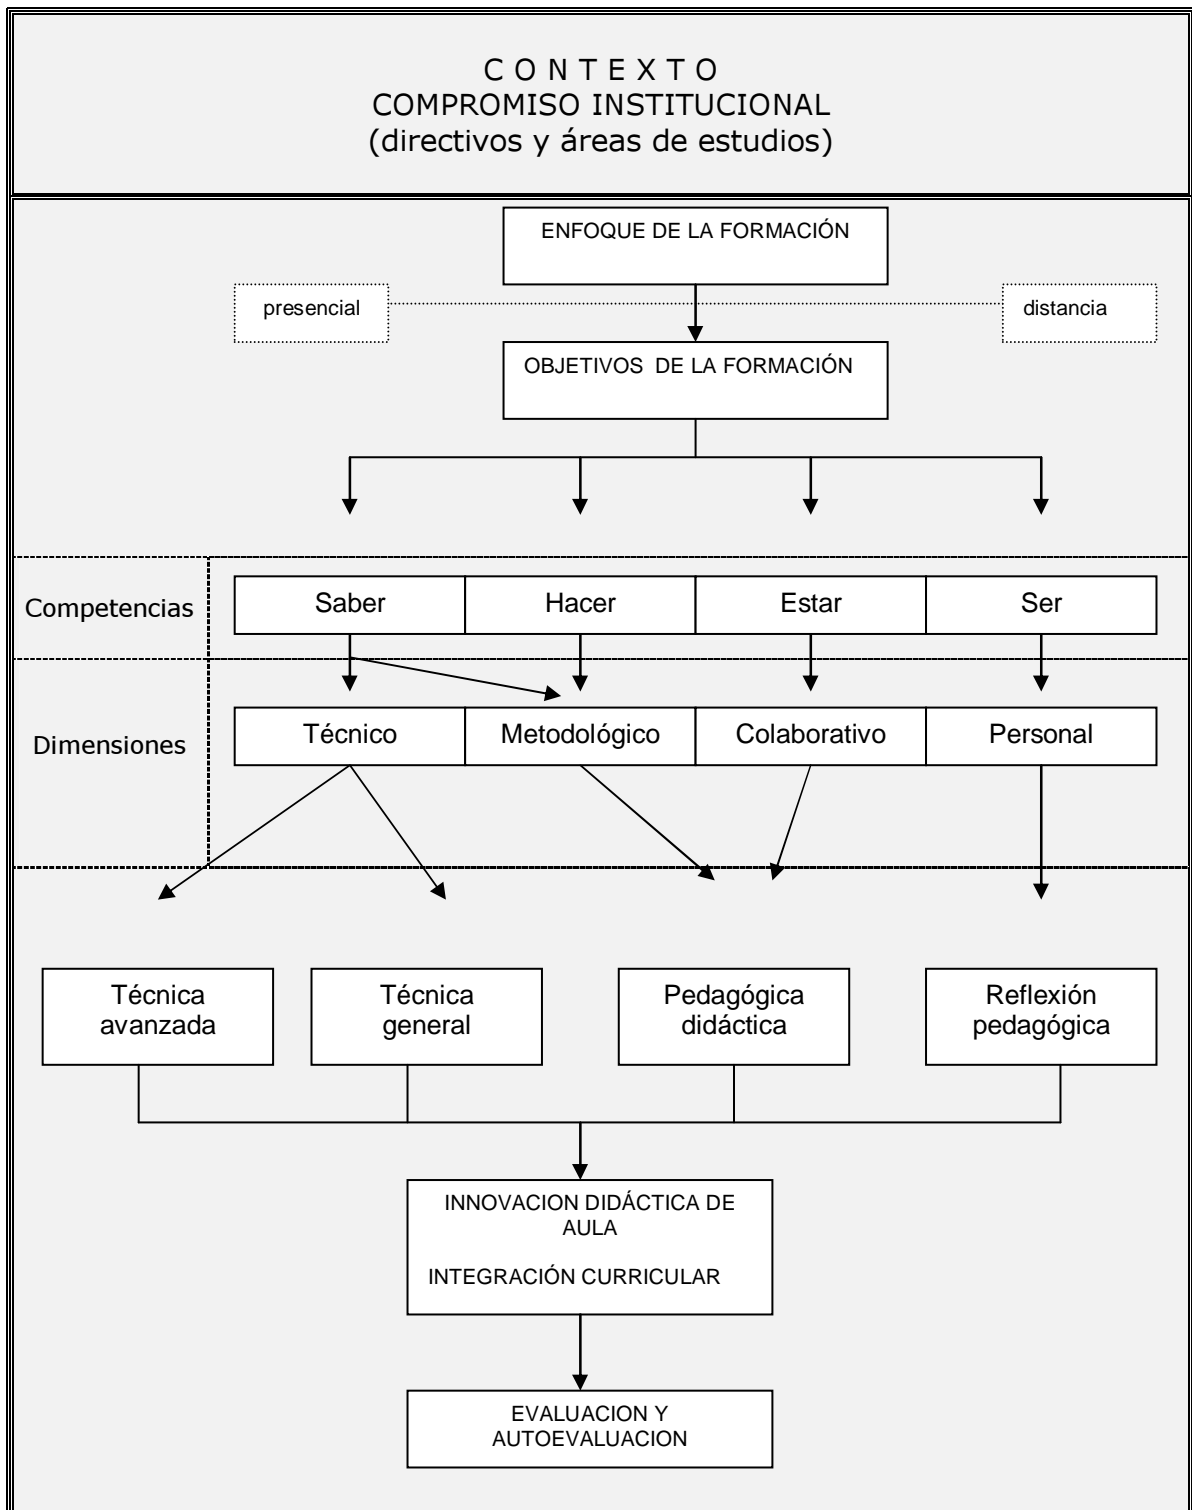 C O N T E X T O
COMPROMISO INSTITUCIONAL
(directivos y áreas de estudios)
ENFOQUE DE LA FORMACIÓN
presencial
distancia
OBJETIVOS DE LA FORMACIÓN
Competencias
Saber
Hacer
Estar
Ser
Dimensiones
Técnico
Metodológico
Colaborativo
Personal
Técnica
avanzada
Técnica
general
Pedagógica
didáctica
Reflexión
pedagógica
INNOVACION DIDÁCTICA DE
AULA
INTEGRACIÓN CURRICULAR
EVALUACION Y
AUTOEVALUACION